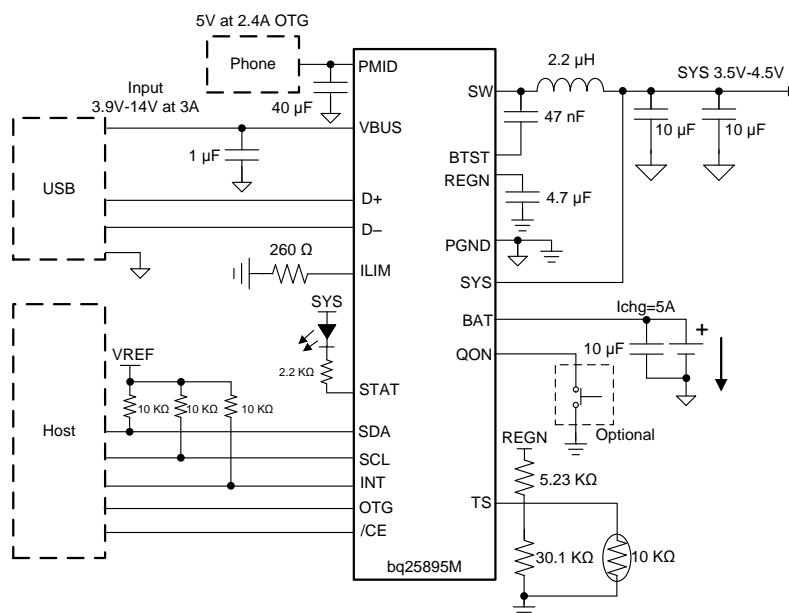 5V at 2.4A OTG
Phone
PMID
40 µF
Input
3.9V-14V at 3A
VBUS
1 µF
USB
D+
D–
260 Ω
ILIM
SYS
2.2 KΩ
STAT
VREF
10 KΩ
10 KΩ
10 KΩ
Host
SDA
SCL
INT
OTG
/CE
2.2 µH
SYS 3.5V-4.5V
SW
47 nF
10 µF
10 µF
BTST
REGN
4.7 µF
PGND
SYS
Ichg=5A
BAT
+
QON
10 µF
Optional
REGN
5.23 KΩ
TS
30.1 KΩ
10 KΩ
bq25895M